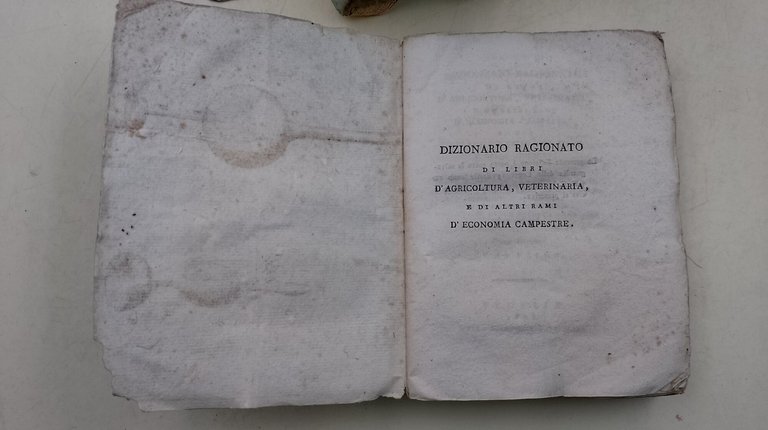 DIZIONARIO RAGIONATO
DI LIBRI
D'AGRICOLTURA, VETERINARIA,
E DI ALTRI RAMI
D' ECONOMIA CAMPESTRE.